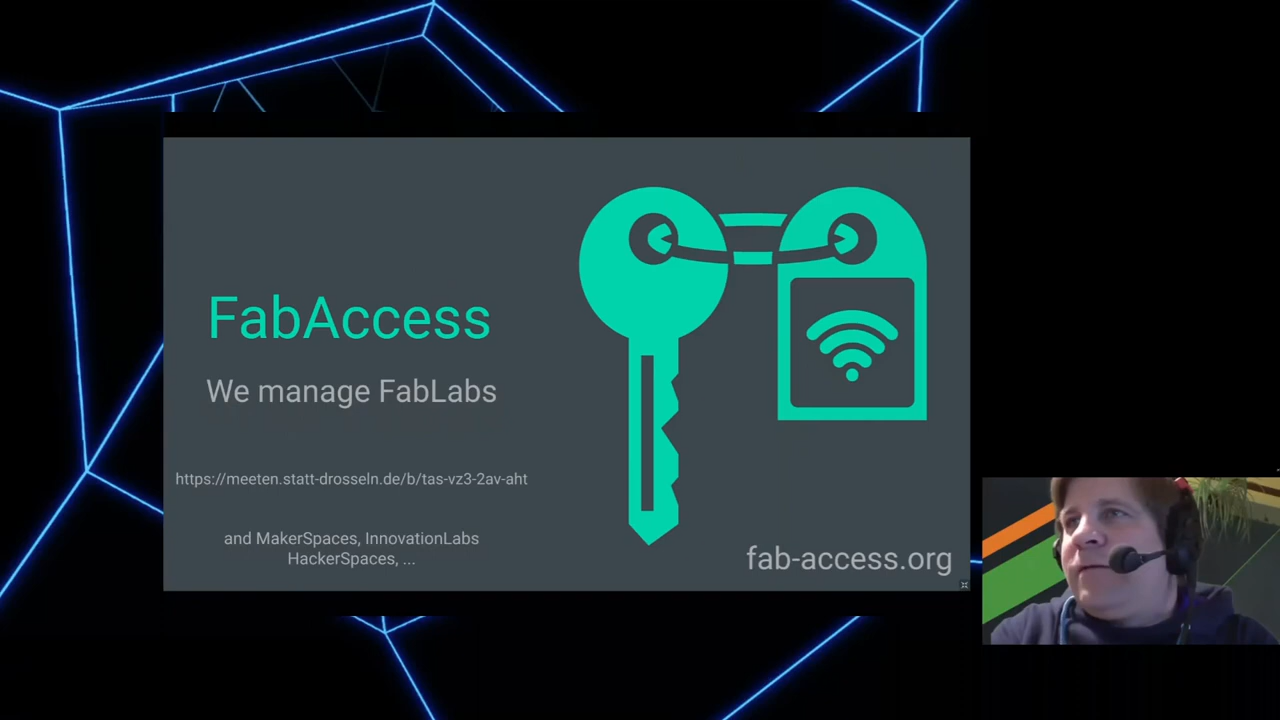 FabAccess
We manage FabLabs
https://meeten.statt-drosseln.de/b/tas-vz3-2av-aht
and MakerSpaces, InnovationLabs
HackerSpaces, ...
fab-access.org